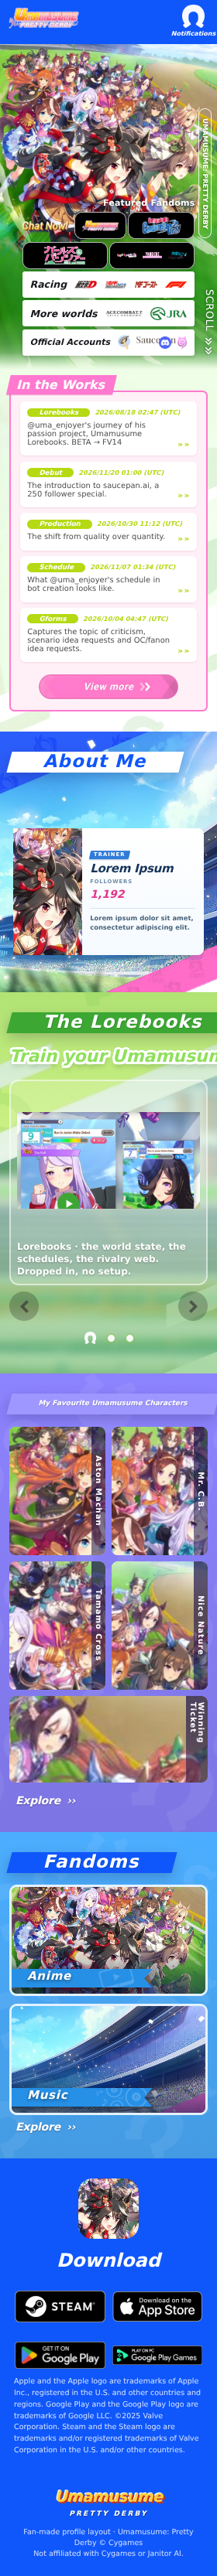 Umamusume
PRETTY DERBY
Notifications
UMAMUSUME: PRETTY DERBY
Featured Fandoms
Chat Now!
Racing
F1
More worlds
ACE COMBAT
JRA
Official Accounts
Saucepan
SCROLL
In the Works
Lorebooks 2026/08/18 02:47 (UTC)
@uma_enjoyer's journey of his
passion project, Umamusume
Lorebooks. BETA → FV14
Debut 2026/11/20 01:00 (UTC)
The introduction to saucepan.ai, a
250 follower special.
Production 2026/10/30 11:12 (UTC)
The shift from quality over quantity.
Schedule 2026/11/07 01:34 (UTC)
What @uma_enjoyer's schedule in
bot creation looks like.
Gforms 2026/10/04 04:47 (UTC)
Captures the topic of criticism,
scenario idea requests and OC/fanon
idea requests.
View more
About Me
TRAINER
Lorem Ipsum
FOLLOWERS
1,192
Lorem ipsum dolor sit amet,
consectetur adipiscing elit.
The Lorebooks
Train your Umamusum
Lorebooks · the world state, the
schedules, the rivalry web.
Dropped in, no setup.
My Favourite Umamusume Characters
Aston Machan
Mr. C.B.
Tamamo Cross
Nice Nature
Winning
Ticket
Explore ››
Fandoms
Anime
Music
Explore ››
Download
STEAM
Download on the
App Store
GET IT ON
Google Play
PLAY ON PC
Google Play Games
Apple and the Apple logo are trademarks of Apple
Inc., registered in the U.S. and other countries and
regions. Google Play and the Google Play logo are
trademarks of Google LLC. ©2025 Valve
Corporation. Steam and the Steam logo are
trademarks and/or registered trademarks of Valve
Corporation in the U.S. and/or other countries.
Umamusume
PRETTY DERBY
Fan-made profile layout · Umamusume: Pretty
Derby © Cygames
Not affiliated with Cygames or Janitor AI.